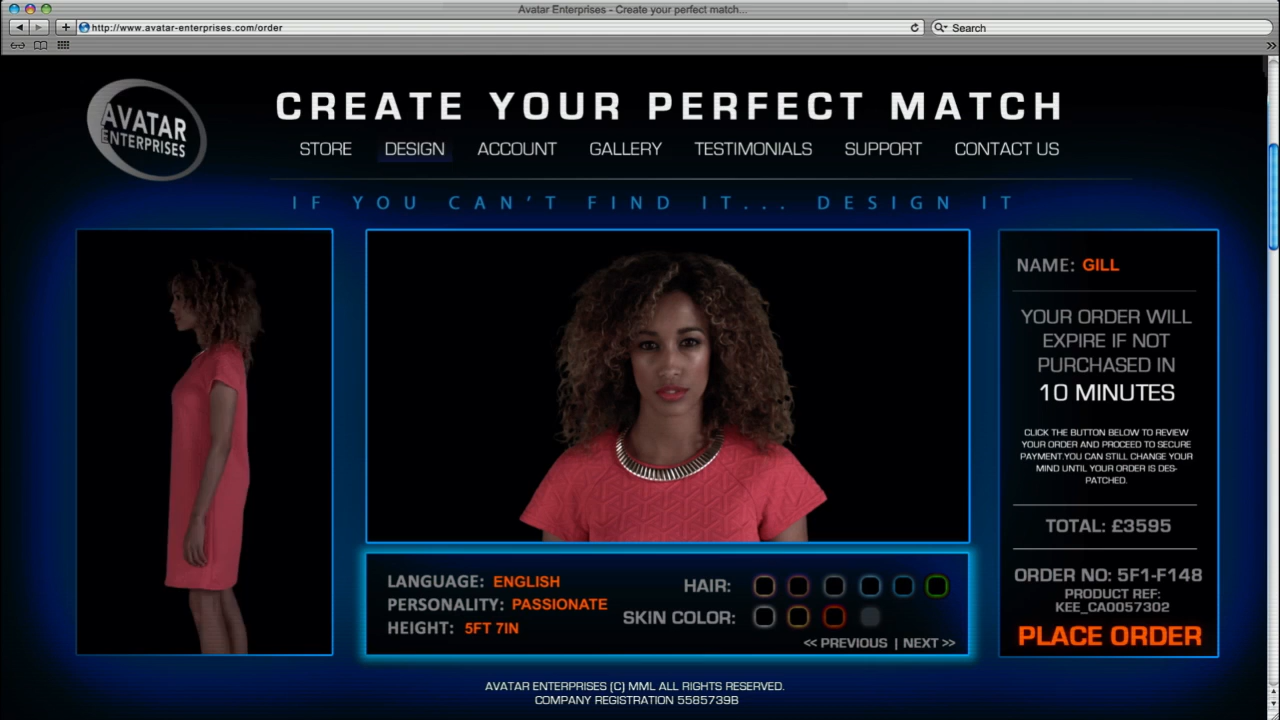 Avatar Enterprises - Create your perfect match...
http://www.avatar-enterprises.com/order
Search
AVATAR
ENTERPRISES
CREATE YOUR PERFECT MATCH
STORE DESIGN ACCOUNT GALLERY TESTIMONIALS SUPPORT CONTACT US
IF YOU CAN'T FIND IT... DESIGN IT
NAME: GILL
YOUR ORDER WILL
EXPIRE IF NOT
PURCHASED IN
10 MINUTES
CLICK THE BUTTON BELOW TO REVIEW
YOUR ORDER AND PROCEED TO SECURE
PAYMENT.YOU CAN STILL CHANGE YOUR
MIND UNTIL YOUR ORDER IS DES-
PATCHED.
TOTAL: £3595
ORDER NO: 5F1-F148
PRODUCT REF:
KEE_CA0057302
PLACE ORDER
LANGUAGE: ENGLISH
PERSONALITY: PASSIONATE
HEIGHT: 5FT 7IN
HAIR:
SKIN COLOR:
<< PREVIOUS | NEXT >>
AVATAR ENTERPRISES (C) MML ALL RIGHTS RESERVED.
COMPANY REGISTRATION 5585739B